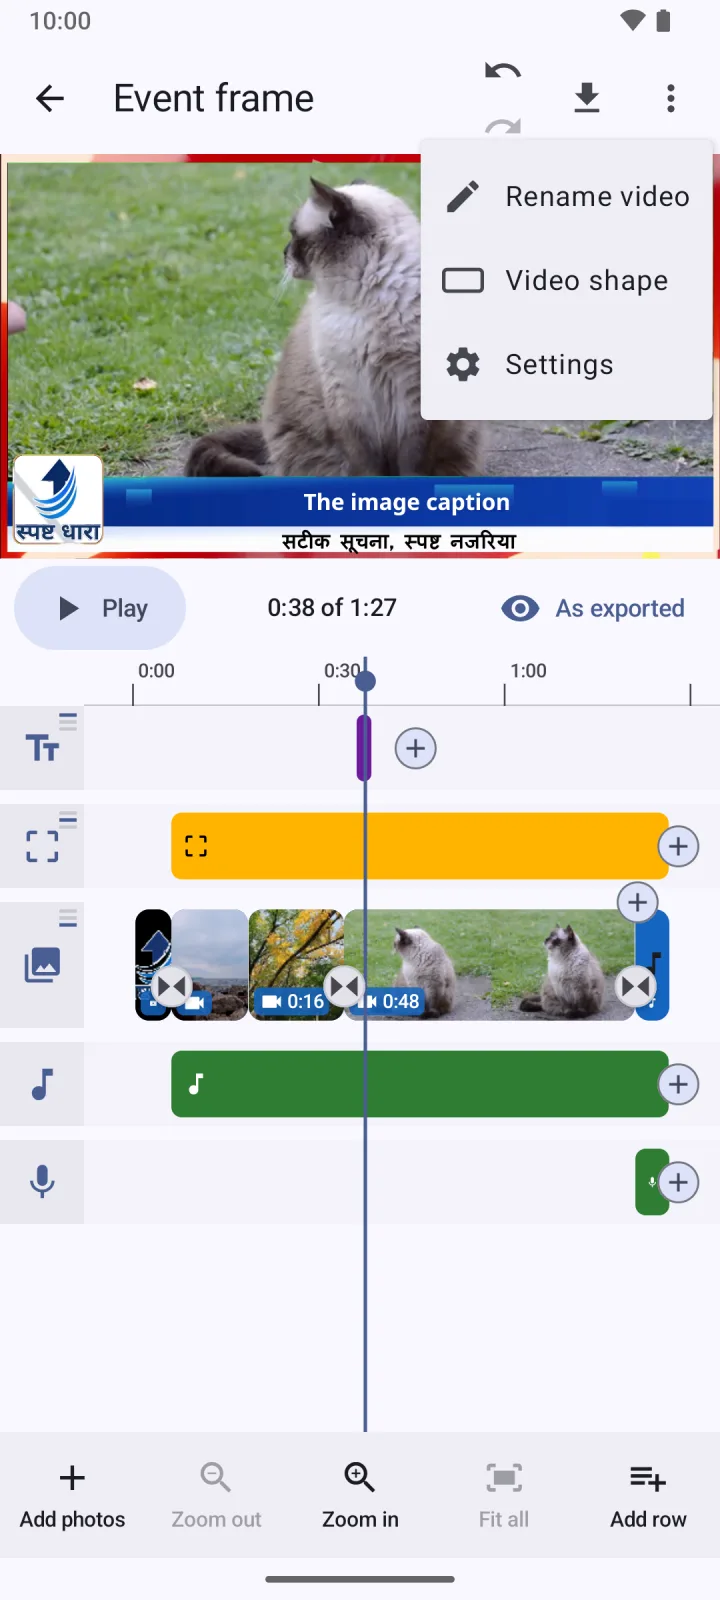 10:00
Event frame
Rename video
Video shape
Settings
The image caption
स्पष्ट धारा
सटीक सूचना, स्पष्ट नजरिया
Play
0:38 of 1:27
As exported
0:00
0:30
1:00
Tт
0:16
0:48
Add photos
Zoom out
Zoom in
Fit all
Add row